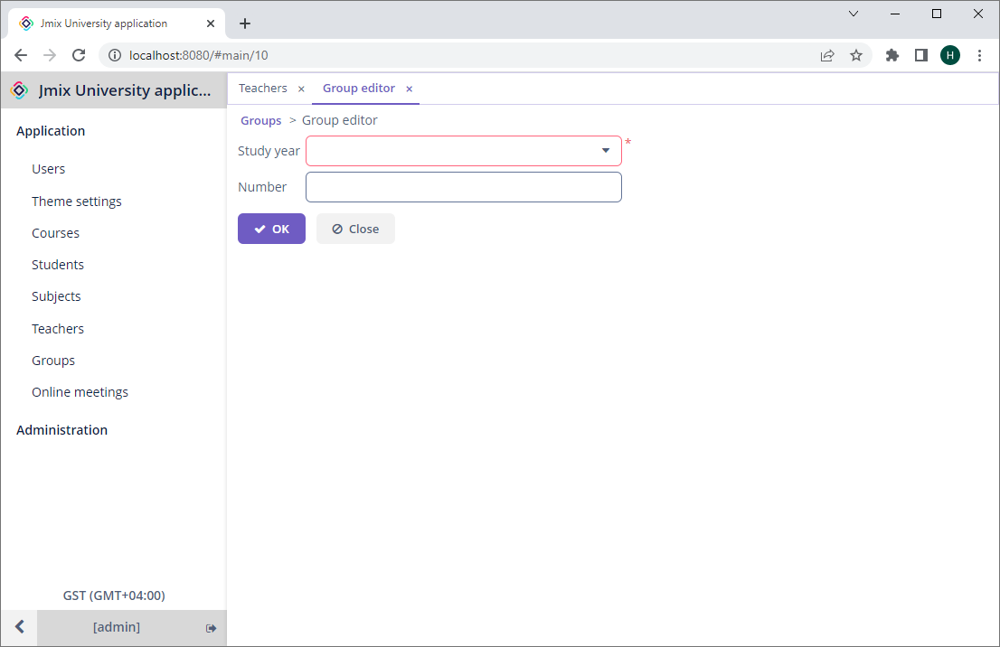 Jmix University application
localhost:8080/#main/10
H
Jmix University applic...
Teachers
Group editor
Application
Groups > Group editor
Study year
*
Users
Number
Theme settings
OK
Close
Courses
Students
Subjects
Teachers
Groups
Online meetings
Administration
GST (GMT+04:00)
[admin]